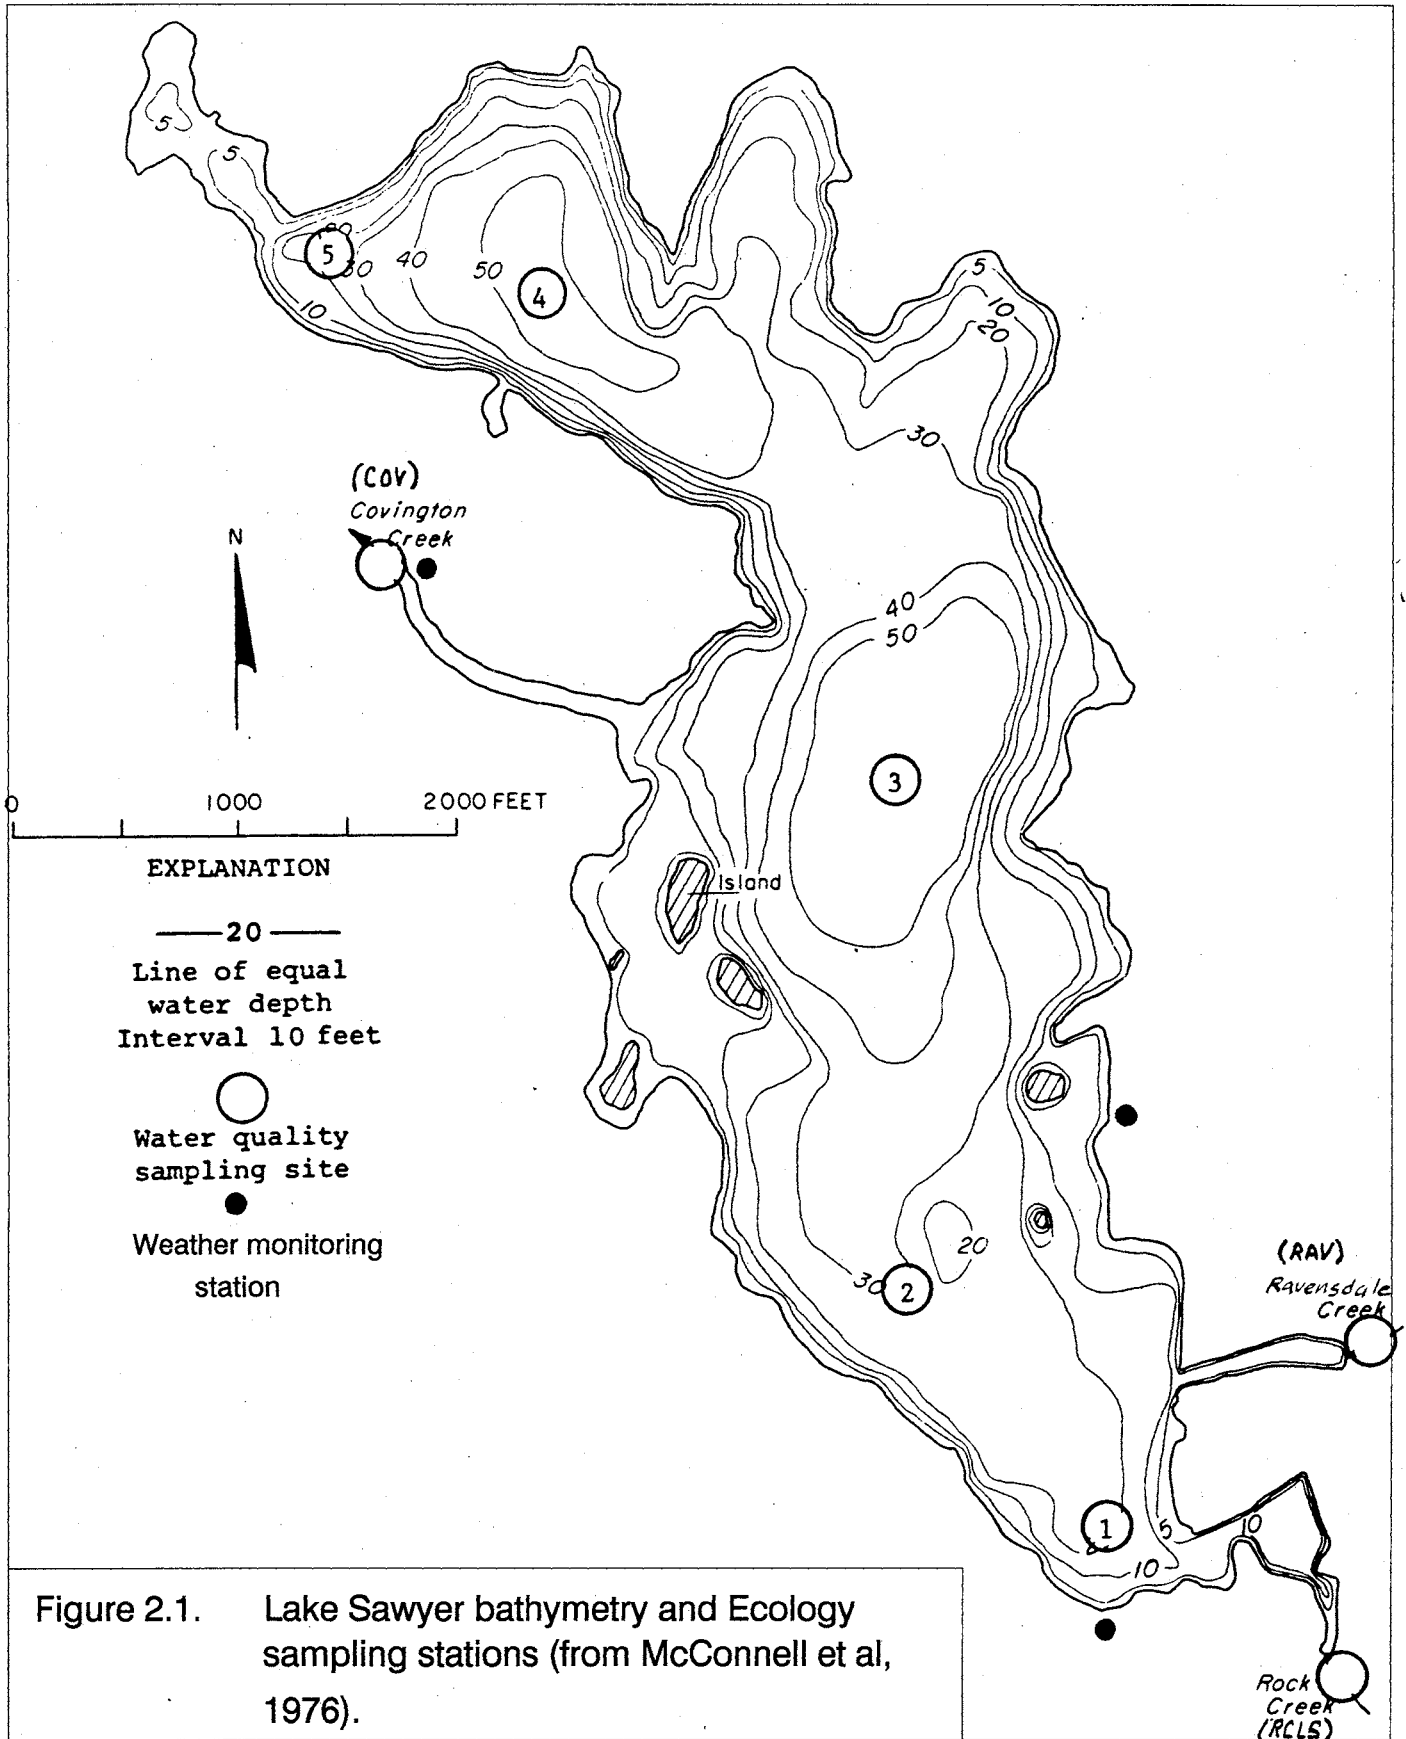 5
5
20
5
30
40
50
4
10
5
10
20
30
(COV)
Covington
Creek
N
40
50
3
0 1000 2000 FEET
Island
EXPLANATION
20
Line of equal
water depth
Interval 10 feet
Water quality
sampling site
Weather monitoring
station
20
30
2
(RAV)
Ravensdale
Creek
1
5
10
10
Rock
Creek
(RCLS)
Figure 2.1. Lake Sawyer bathymetry and Ecology
sampling stations (from McConnell et al,
1976).